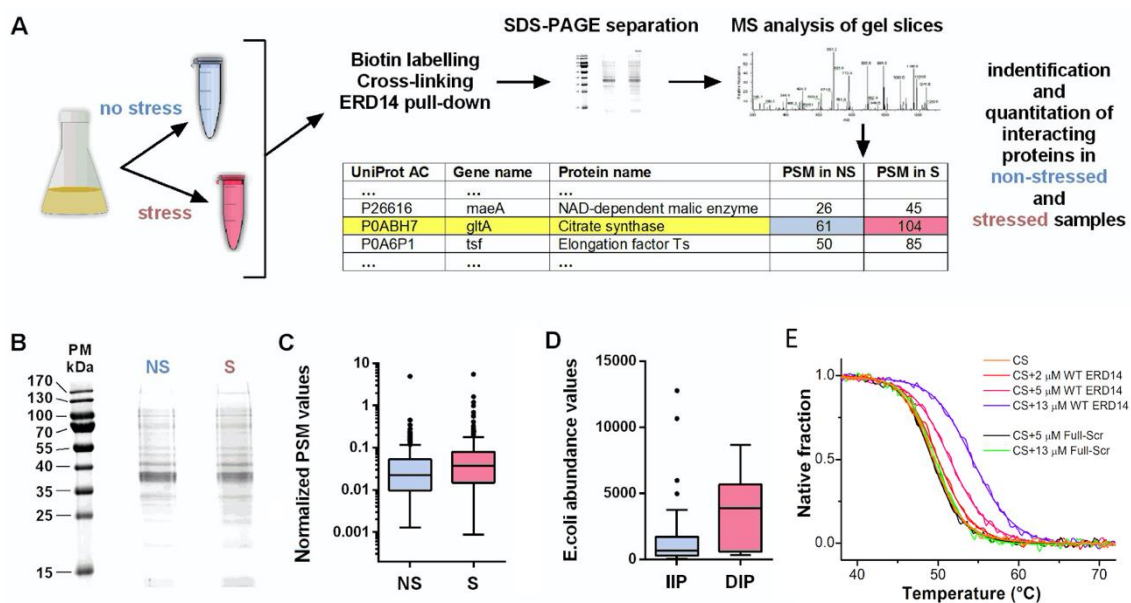 A
no stress
stress
Biotin labelling
Cross-linking
ERD14 pull-down
SDS-PAGE separation
MS analysis of gel slices
indentification
and
quantitation of
interacting
proteins in
non-stressed
and
stressed samples
UniProt AC Gene name Protein name PSM in NS PSM in S
... ... ...
P26616 maeA NAD-dependent malic enzyme 26 45
P0ABH7 gltA Citrate synthase 61 104
P0A6P1 tsf Elongation factor Ts 50 85
... ... ...
B
PM
kDa
NS
S
170
130
100
70
55
40
35
25
15
C
Normalized PSM values
10
1
0.1
0.01
0.001
NS
S
D
E.coli abundance values
15000
10000
5000
0
IIP
DIP
E
Native fraction
1.0
0.5
0.0
CS
CS+2 μM WT ERD14
CS+5 μM WT ERD14
CS+13 μM WT ERD14
CS+5 μM Full-Scr
CS+13 μM Full-Scr
40 50 60 70
Temperature (°C)